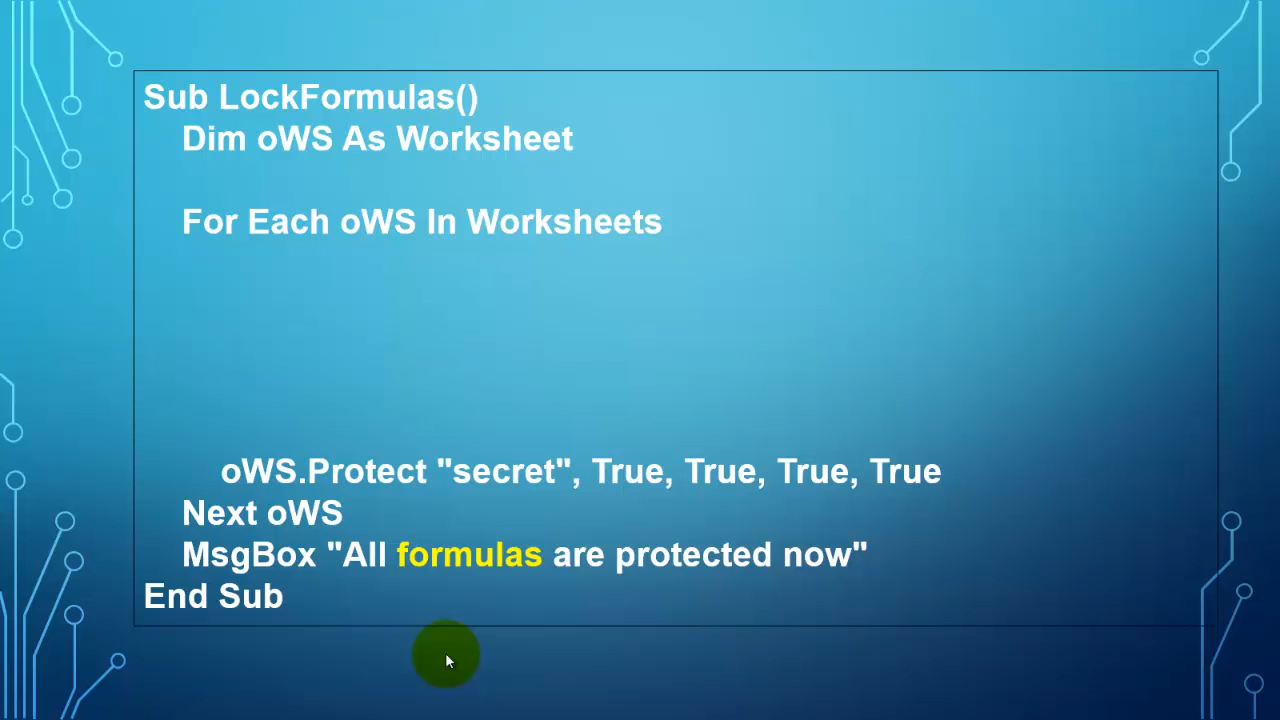 Sub LockFormulas()
Dim oWS As Worksheet
For Each oWS In Worksheets
oWS.Protect "secret", True, True, True, True
Next oWS
MsgBox "All formulas are protected now"
End Sub